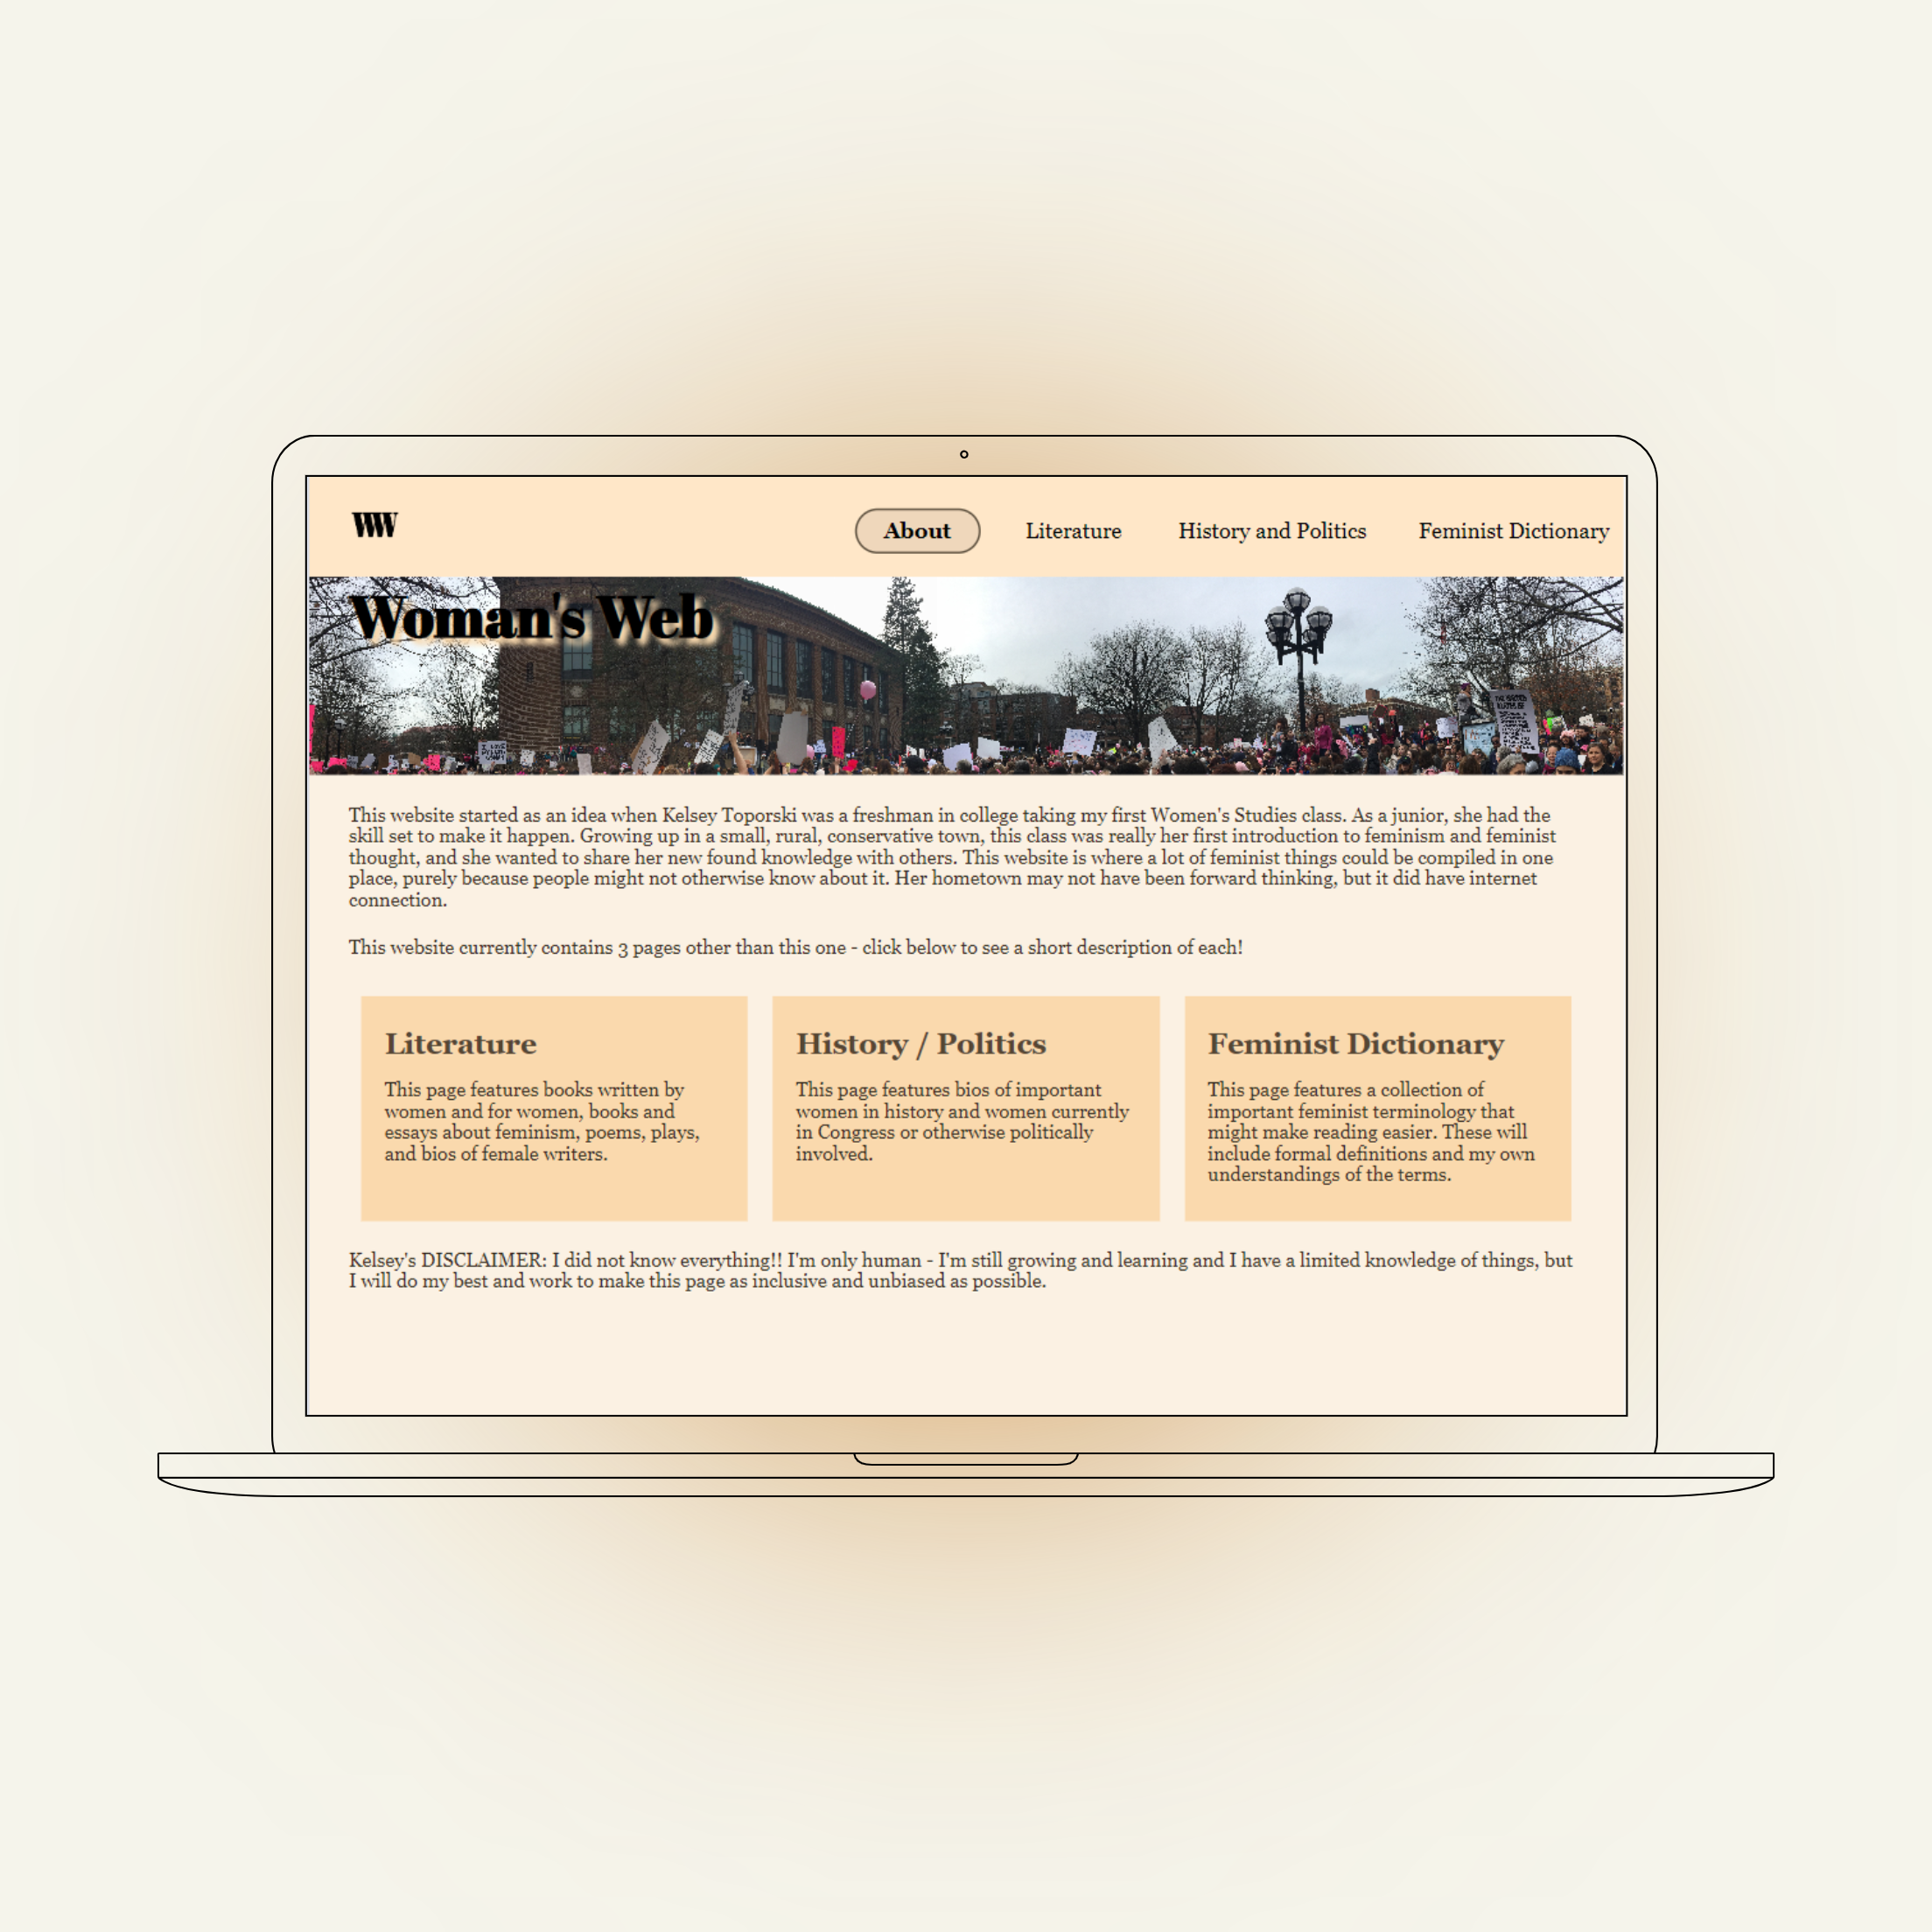 WW
About
Literature
History and Politics
Feminist Dictionary
Woman's Web
This website started as an idea when Kelsey Toporski was a freshman in college taking my first Women's Studies class. As a junior, she had the
skill set to make it happen. Growing up in a small, rural, conservative town, this class was really her first introduction to feminism and feminist
thought, and she wanted to share her new found knowledge with others. This website is where a lot of feminist things could be compiled in one
place, purely because people might not otherwise know about it. Her hometown may not have been forward thinking, but it did have internet
connection.
This website currently contains 3 pages other than this one - click below to see a short description of each!
Literature
This page features books written by
women and for women, books and
essays about feminism, poems, plays,
and bios of female writers.
History / Politics
This page features bios of important
women in history and women currently
in Congress or otherwise politically
involved.
Feminist Dictionary
This page features a collection of
important feminist terminology that
might make reading easier. These will
include formal definitions and my own
understandings of the terms.
Kelsey's DISCLAIMER: I did not know everything!! I'm only human - I'm still growing and learning and I have a limited knowledge of things, but
I will do my best and work to make this page as inclusive and unbiased as possible.